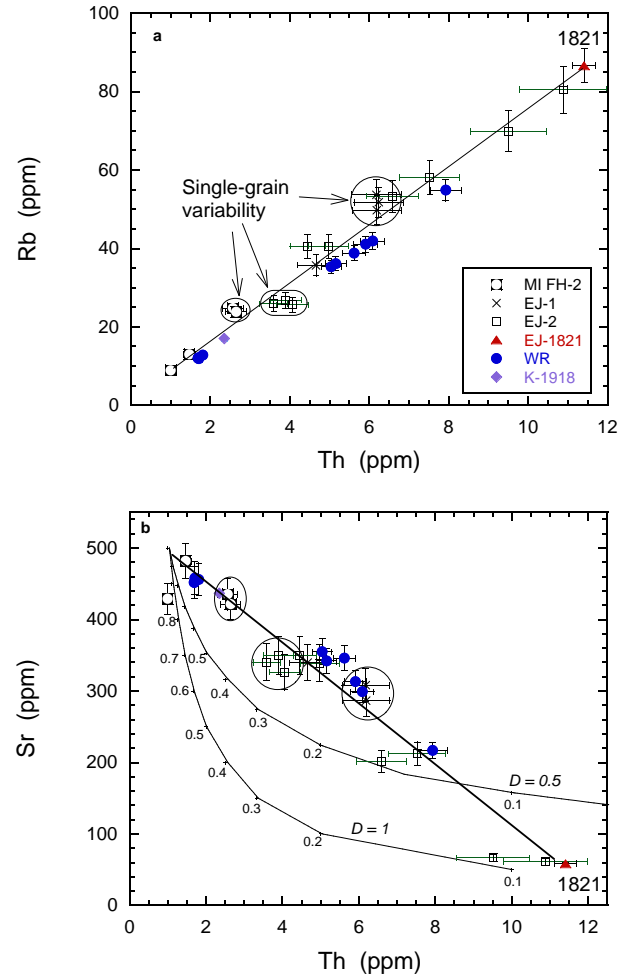 100
a
1821
80
60
Single-grain
variability
40
20
0
Rb (ppm)
MI FH-2
EJ-1
EJ-2
EJ-1821
WR
K-1918
0 2 4 6 8 10 12
Th (ppm)
b
500
400
300
200
100
0
Sr (ppm)
0.8
0.7 0.5
0.6 0.4
0.5 0.3
0.4 0.2
0.3 D = 0.5
0.1
D = 1
0.2
0.1
1821
0 2 4 6 8 10 12
Th (ppm)